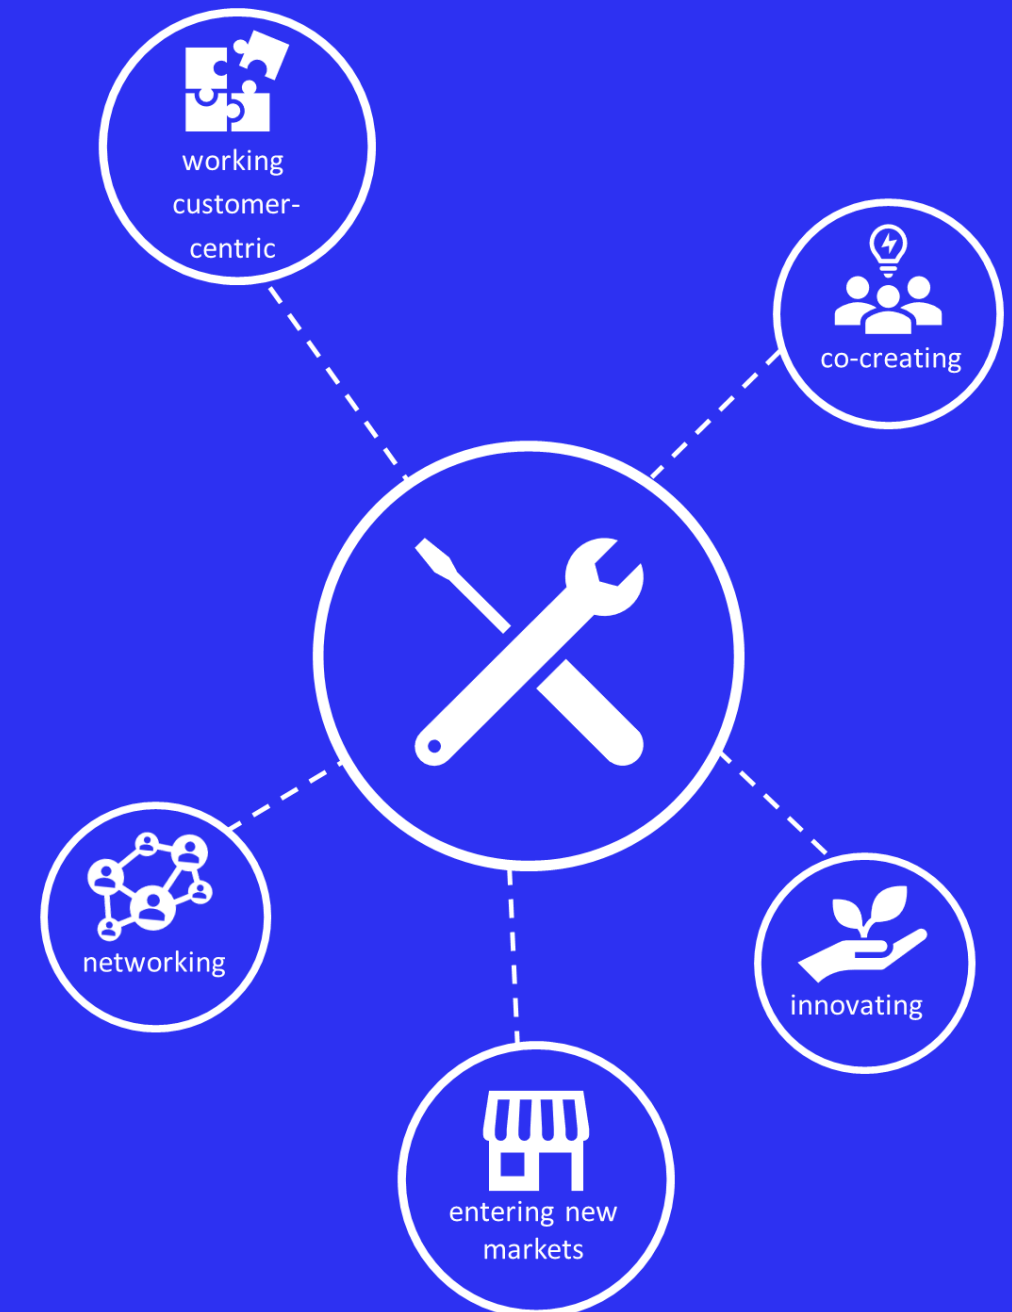 working
customer-
centric
co-creating
networking
innovating
entering new
markets